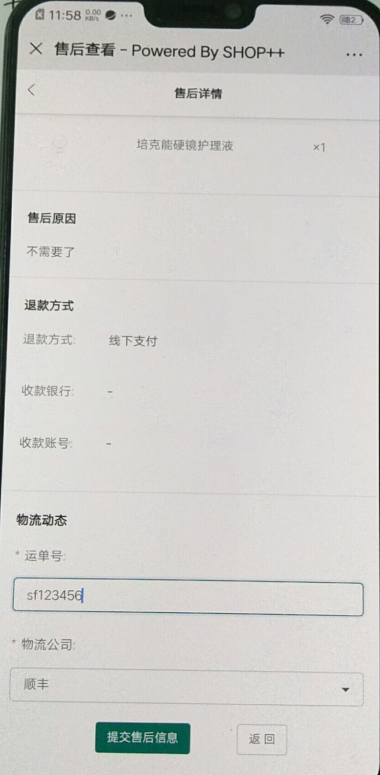 11:58 0.00 KB/s ...
× 售后查看 - Powered By SHOP++ ...
< 售后详情
培克能硬镜护理液 ×1
售后原因
不需要了
退款方式
退款方式: 线下支付
收款银行: -
收款账号: -
物流动态
* 运单号:
sf123456
* 物流公司:
顺丰
提交售后信息 返回